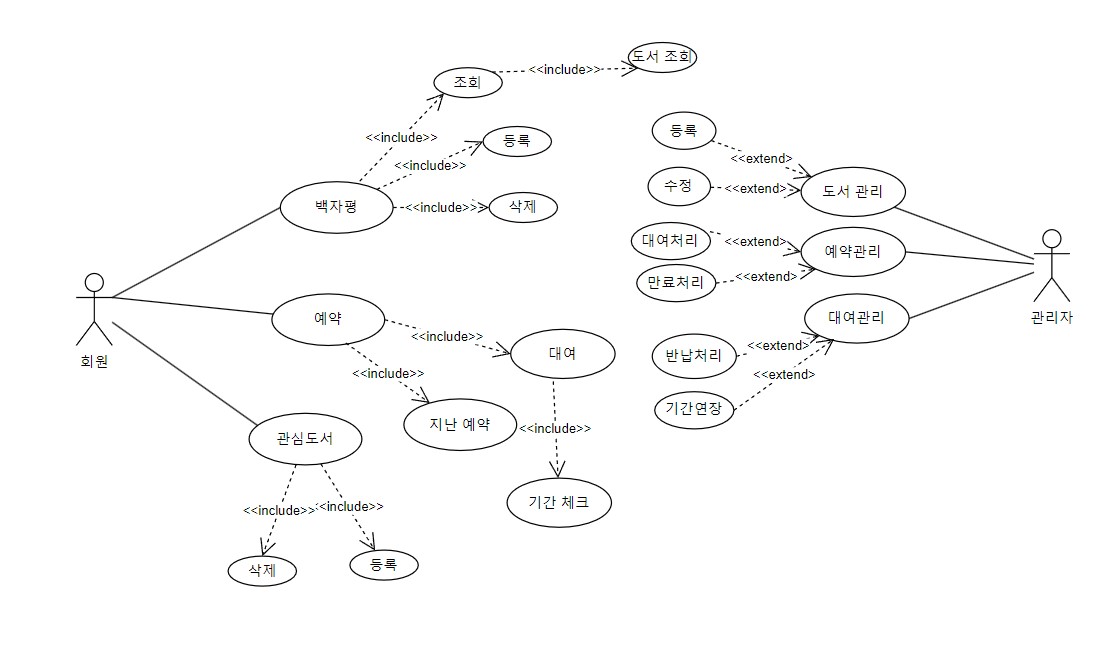 도서 조회
<<include>>
조회
<<include>>
등록
<<include>>
백자평
<<include>>
삭제
회원
예약
<<include>>
대여
<<include>>
지난 예약
<<include>>
기간 체크
관심도서
<<include>>
<<include>>
삭제
등록
등록
<<extend>
수정
<<extend>
도서 관리
대여처리
<<extend>
예약관리
만료처리
<<extend>
대여관리
반납처리
<<extend>
<<extend>
기간연장
관리자